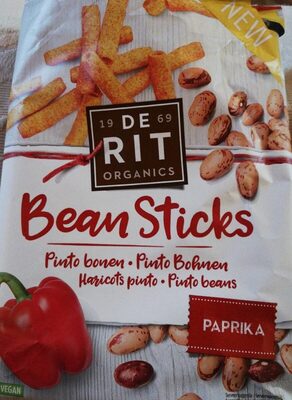 NEW
19 DE 69
RIT
ORGANICS
Bean Sticks
Pinto bonen • Pinto Bohnen
Haricots pinto • Pinto beans
PAPRIKA
VEGAN